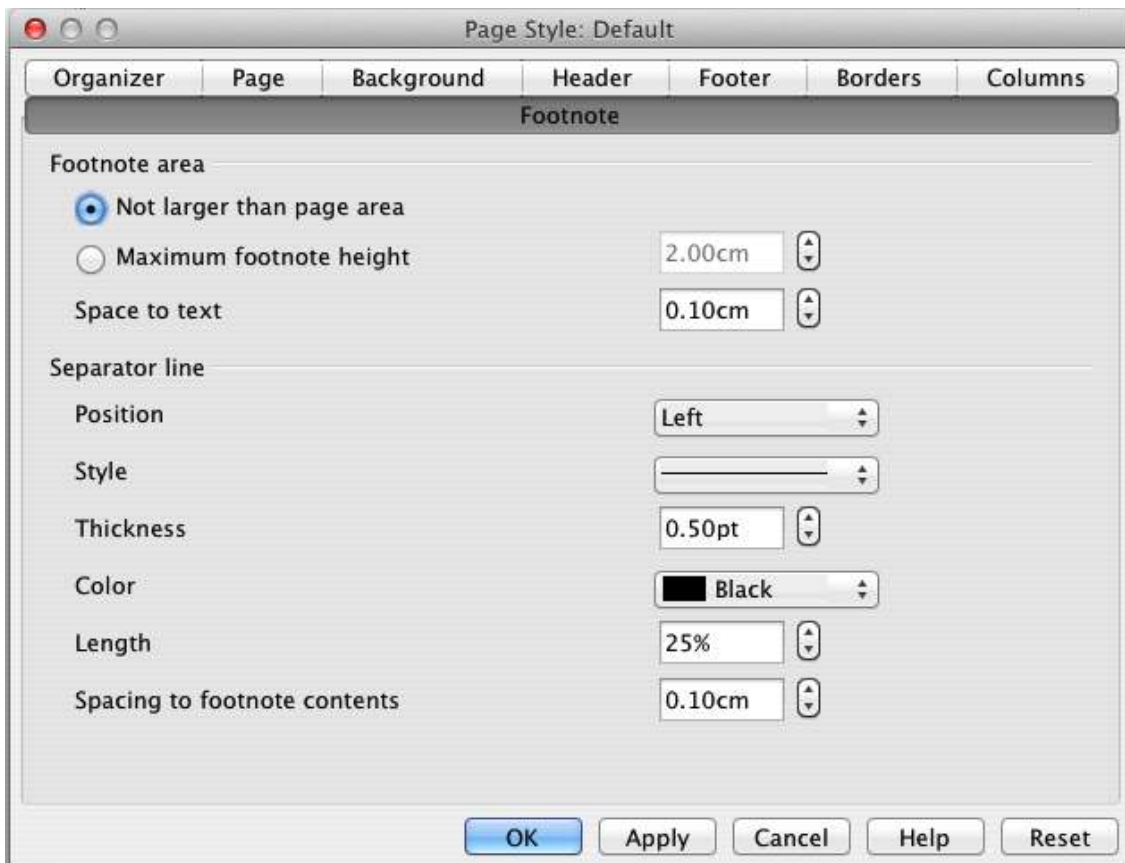 Page Style: Default
Organizer Page Background Header Footer Borders Columns
Footnote
Footnote area
Not larger than page area
Maximum footnote height 2.00cm
Space to text 0.10cm
Separator line
Position Left
Style
Thickness 0.50pt
Color Black
Length 25%
Spacing to footnote contents 0.10cm
OK Apply Cancel Help Reset